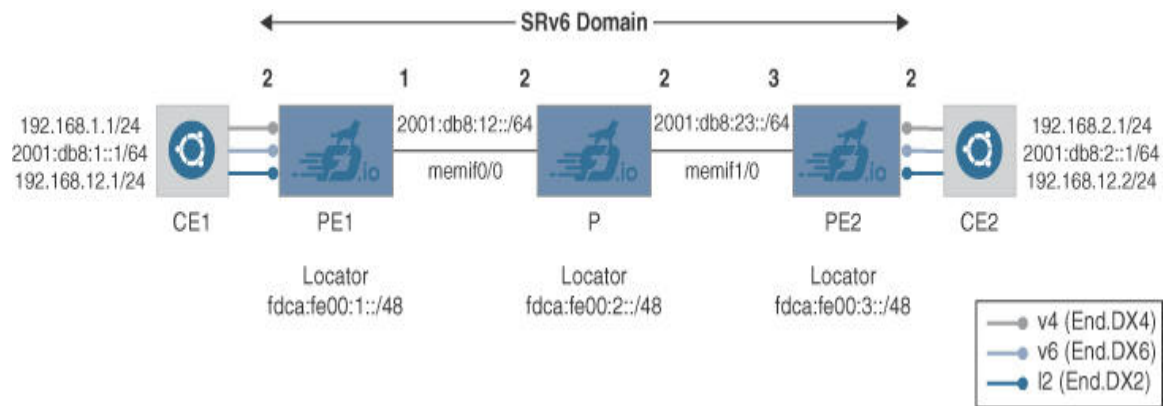 SRv6 Domain
2 1 2 2 3 2
192.168.1.1/24
2001:db8:1::1/64
192.168.12.1/24
2001:db8:12::/64
memif0/0
2001:db8:23::/64
memif1/0
192.168.2.1/24
2001:db8:2::1/64
192.168.12.2/24
.io
.io
.io
CE1 PE1 P PE2 CE2
Locator
fdca:fe00:1::/48
Locator
fdca:fe00:2::/48
Locator
fdca:fe00:3::/48
v4 (End.DX4)
v6 (End.DX6)
l2 (End.DX2)